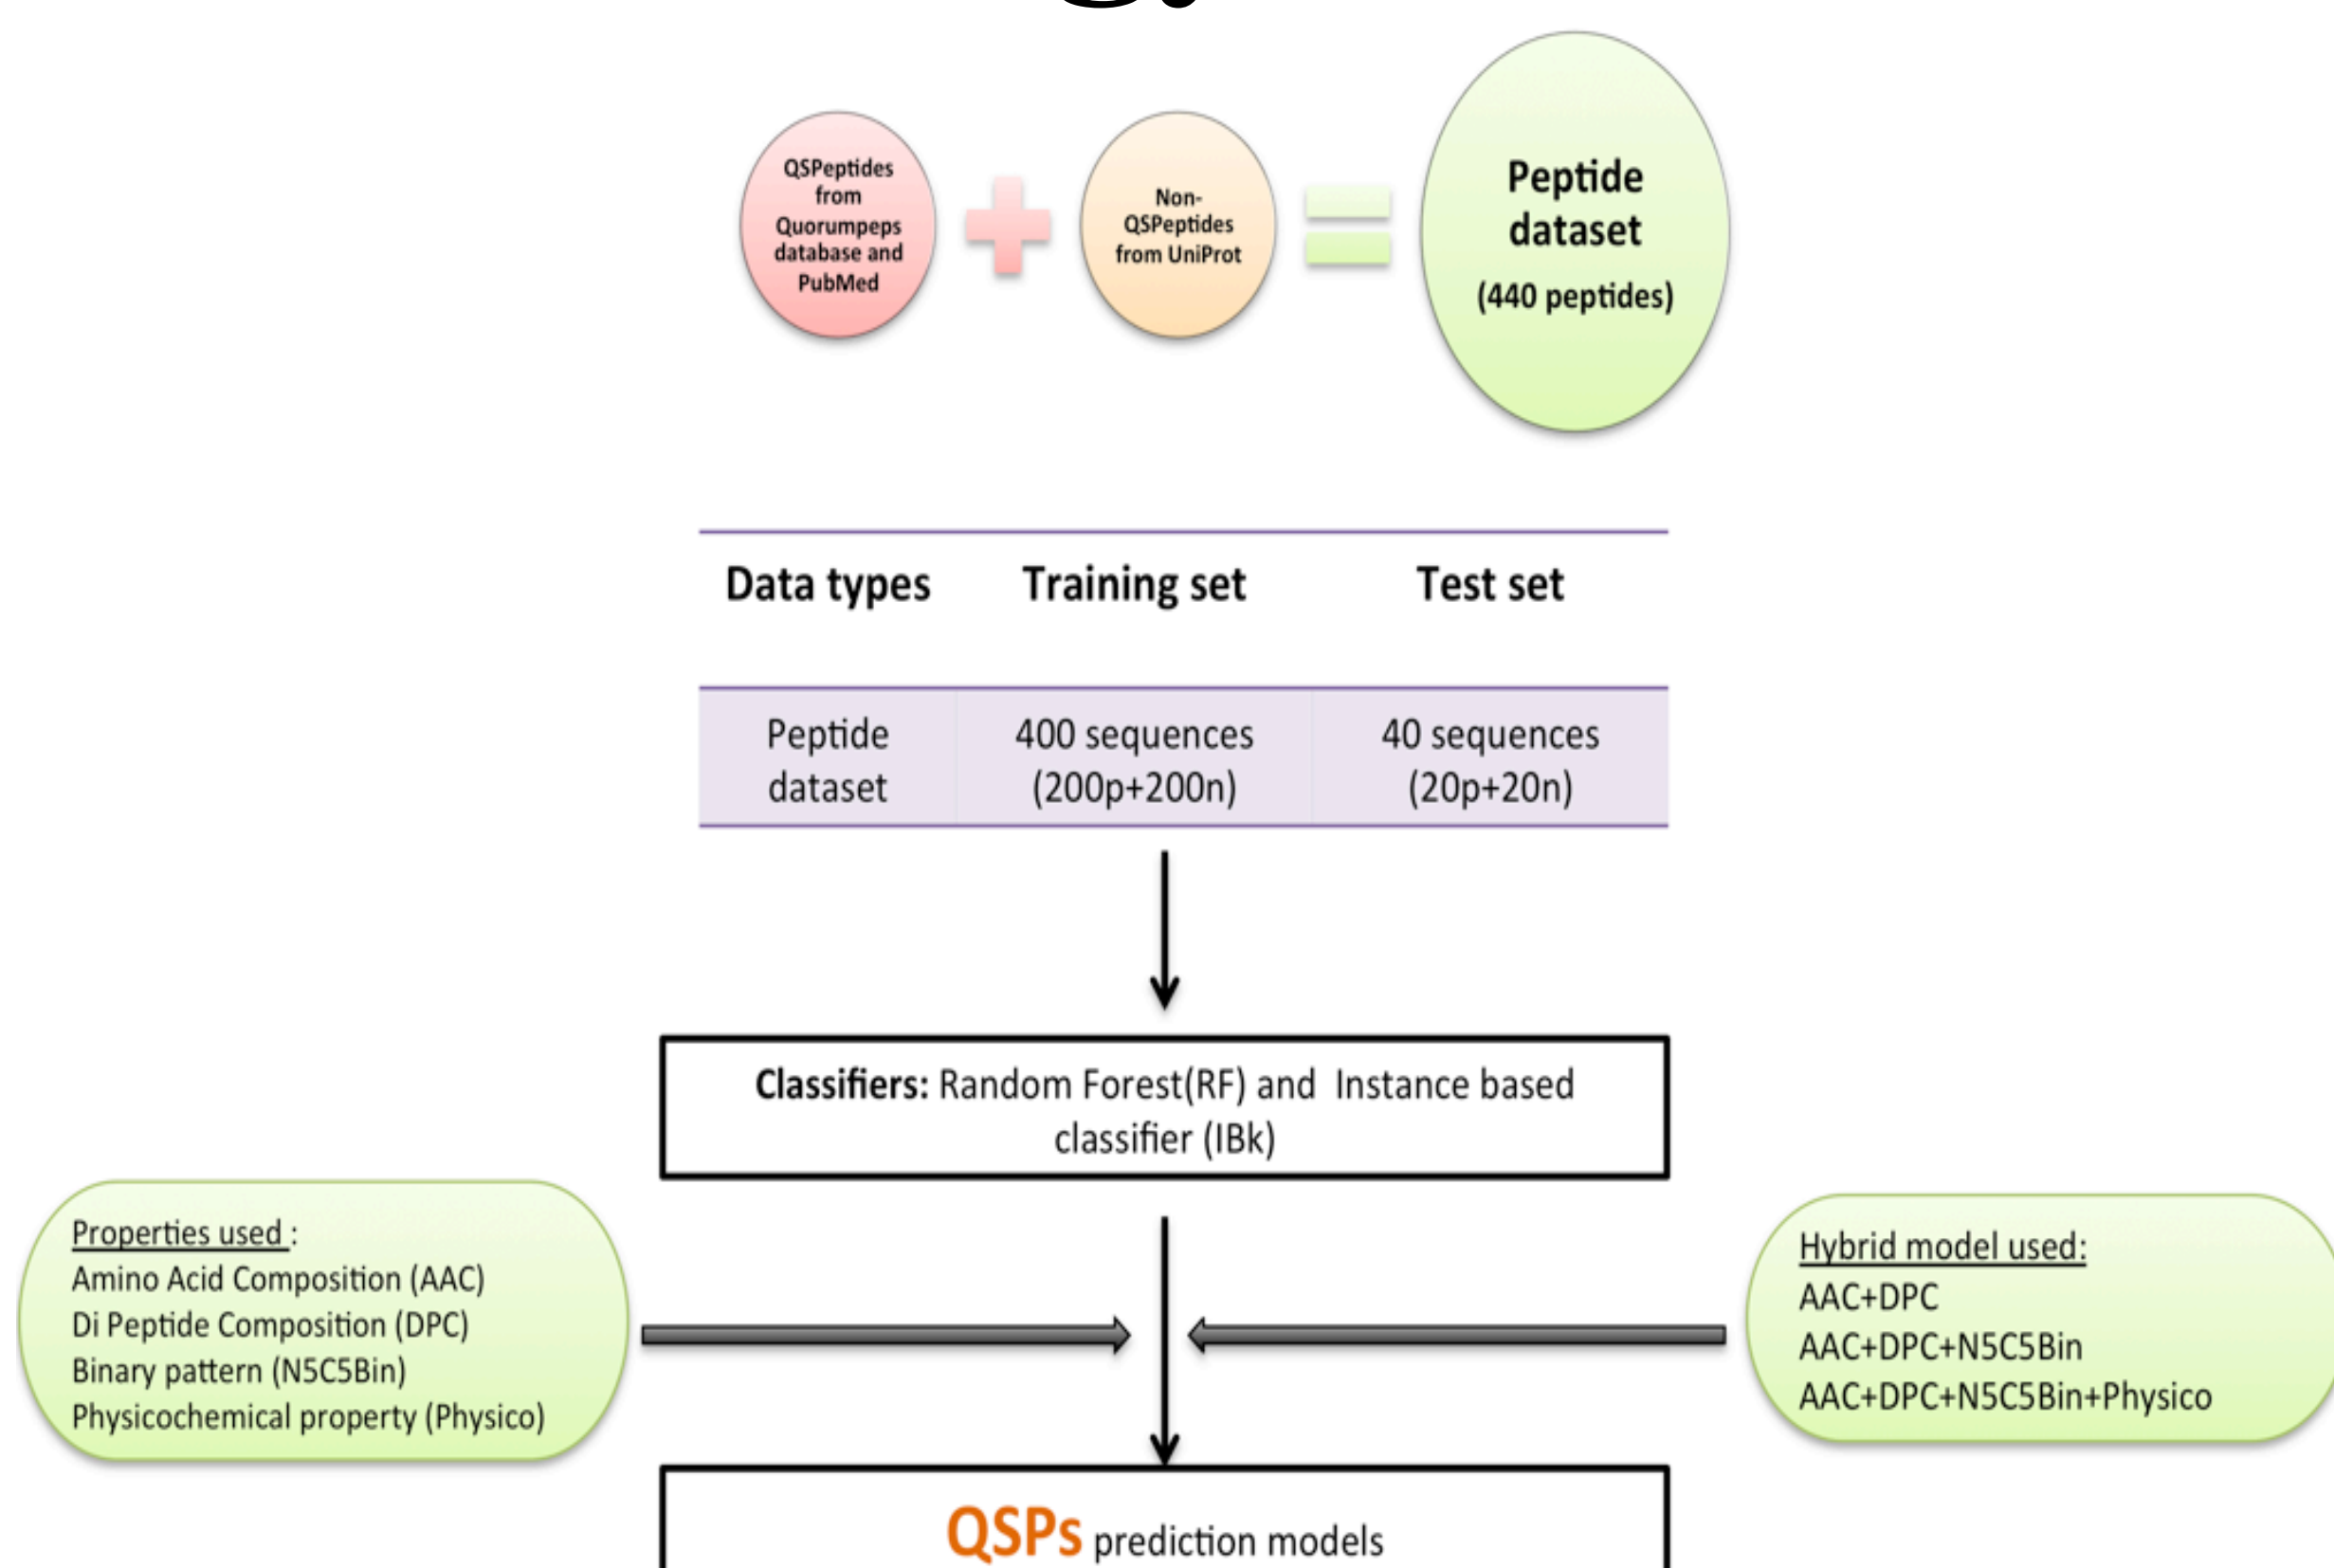 QSPeptides
from
Quorumpeps
database and
PubMed
Non-
QSPeptides
from UniProt
Peptide
dataset
(440 peptides)
Data types Training set Test set
Peptide 400 sequences 40 sequences
dataset (200p+200n) (20p+20n)
Classifiers: Random Forest(RF) and Instance based
classifier (IBk)
Properties used :
Amino Acid Composition (AAC)
Di Peptide Composition (DPC)
Binary pattern (N5C5Bin)
Physicochemical property (Physico)
Hybrid model used:
AAC+DPC
AAC+DPC+N5C5Bin
AAC+DPC+N5C5Bin+Physico
QSPs prediction models